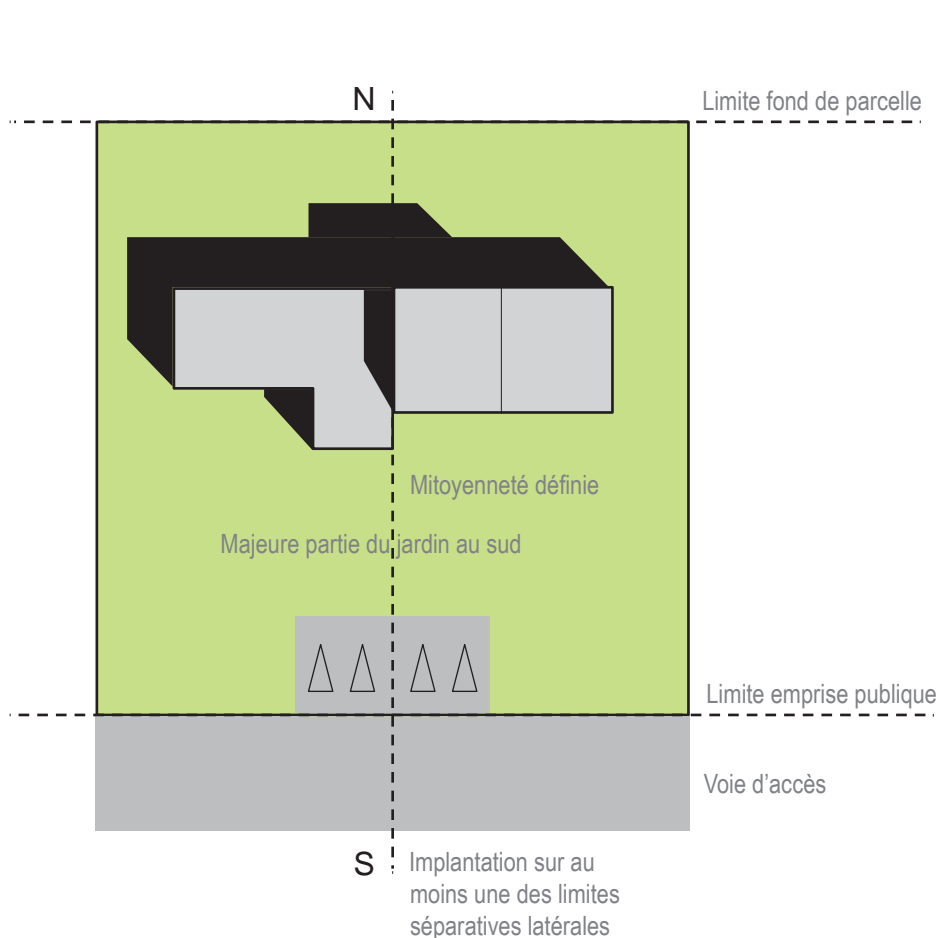 N
Limite fond de parcelle
Mitoyenneté définie
Majeure partie du jardin au sud
Limite emprise publique
Voie d'accès
S
Implantation sur au
moins une des limites
séparatives latérales